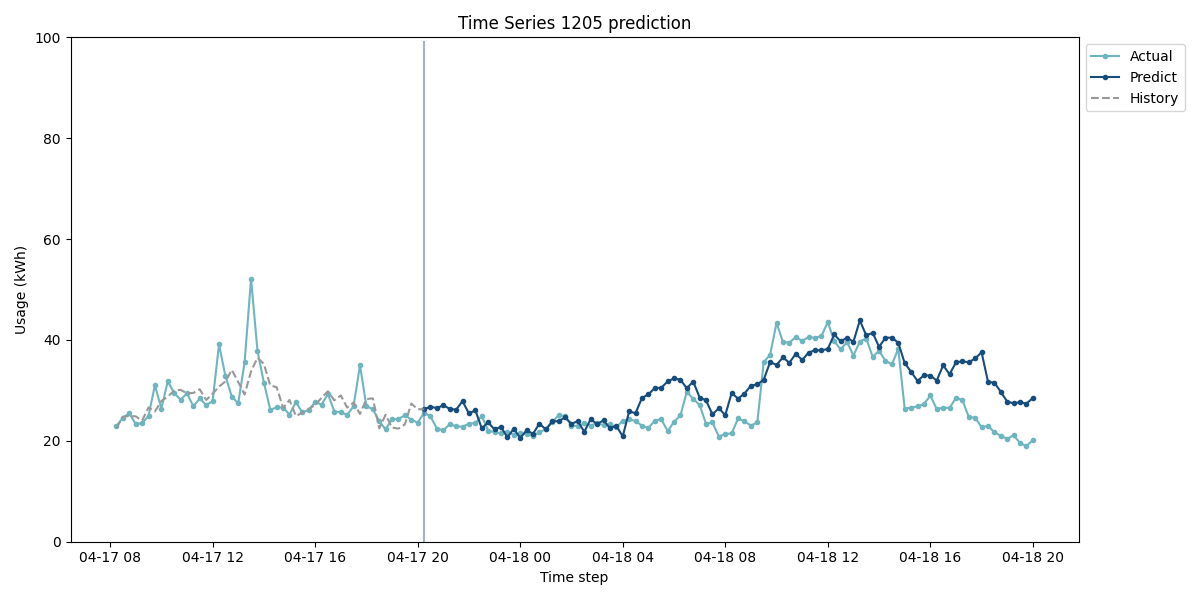 Time Series 1205 prediction
100
80
60
40
20
0
Usage (kWh)
04-17 08 04-17 12 04-17 16 04-17 20 04-18 00 04-18 04 04-18 08 04-18 12 04-18 16 04-18 20
Time step
Actual
Predict
History